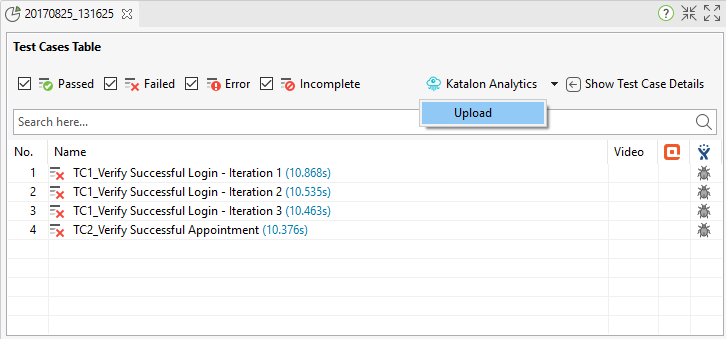 20170825_131625
Test Cases Table
Passed Failed Error Incomplete Katalon Analytics Show Test Case Details
Upload
Search here...
No. Name Video
1 TC1_Verify Successful Login - Iteration 1 (10.868s)
2 TC1_Verify Successful Login - Iteration 2 (10.535s)
3 TC1_Verify Successful Login - Iteration 3 (10.463s)
4 TC2_Verify Successful Appointment (10.376s)